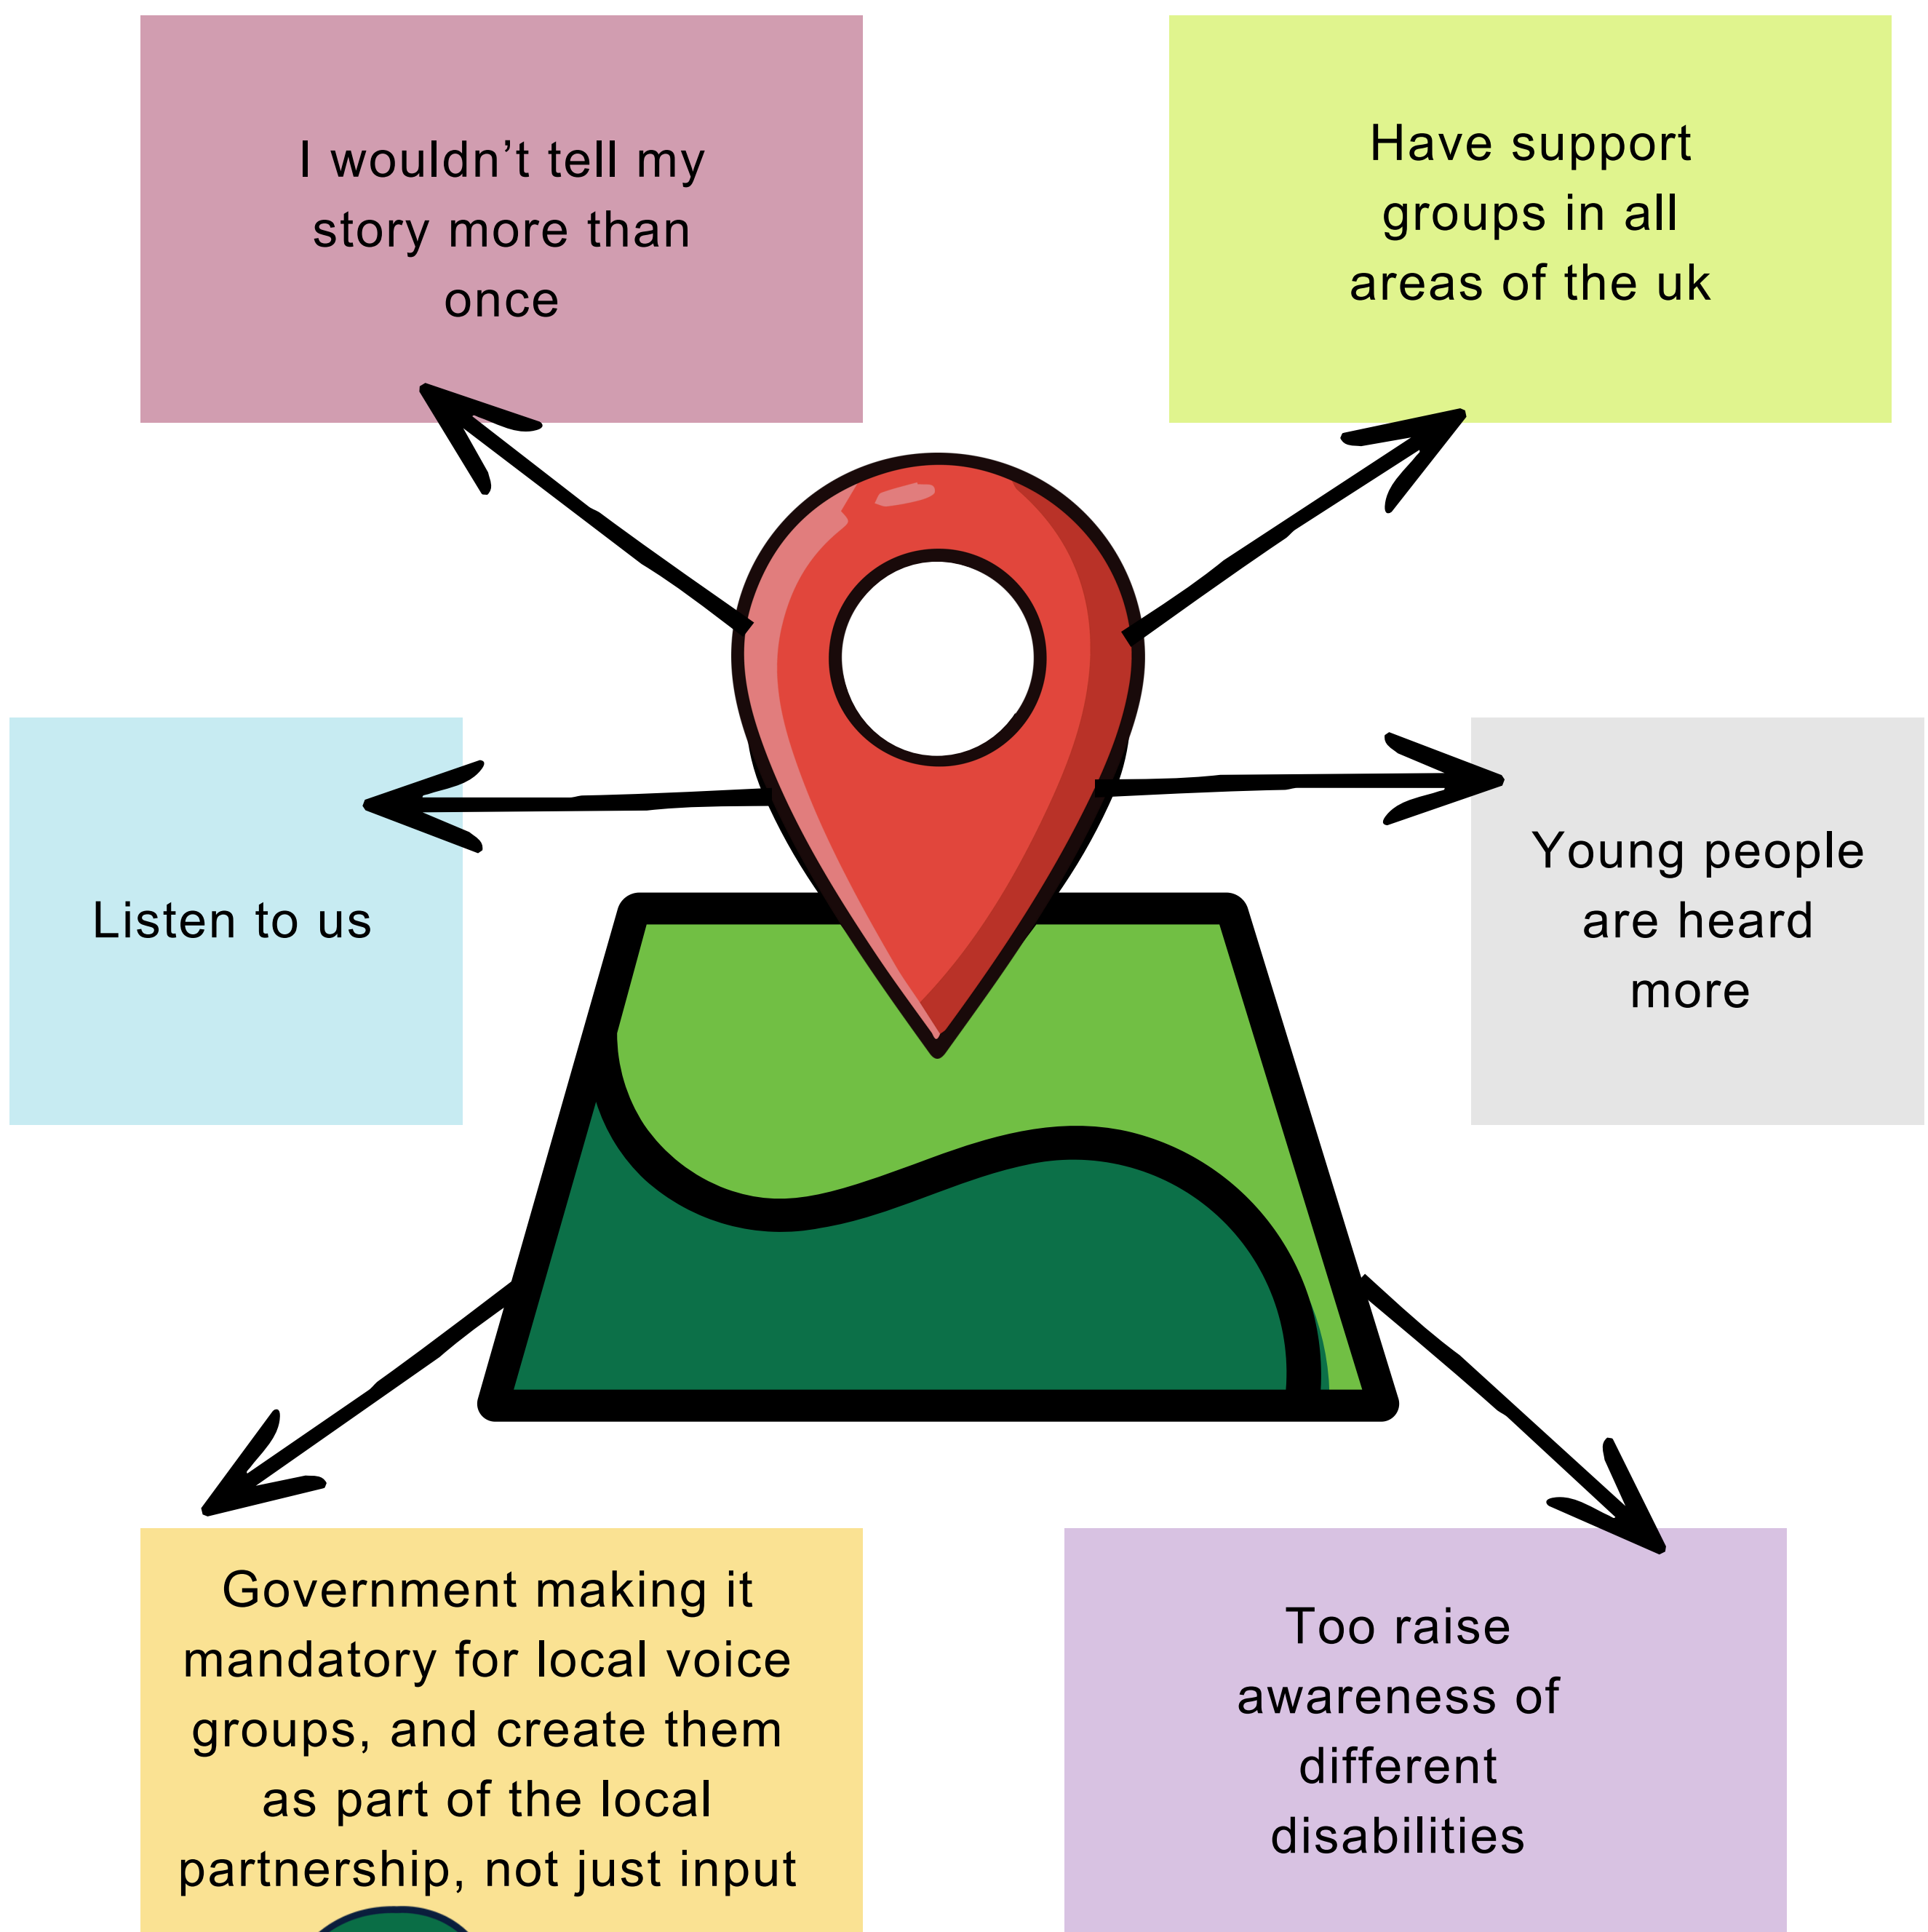 I wouldn’t tell my
story more than
once
Have support
groups in all
areas of the uk
Listen to us
Young people
are heard
more
Government making it
mandatory for local voice
groups, and create them
as part of the local
partnership, not just input
Too raise
awareness of
different
disabilities